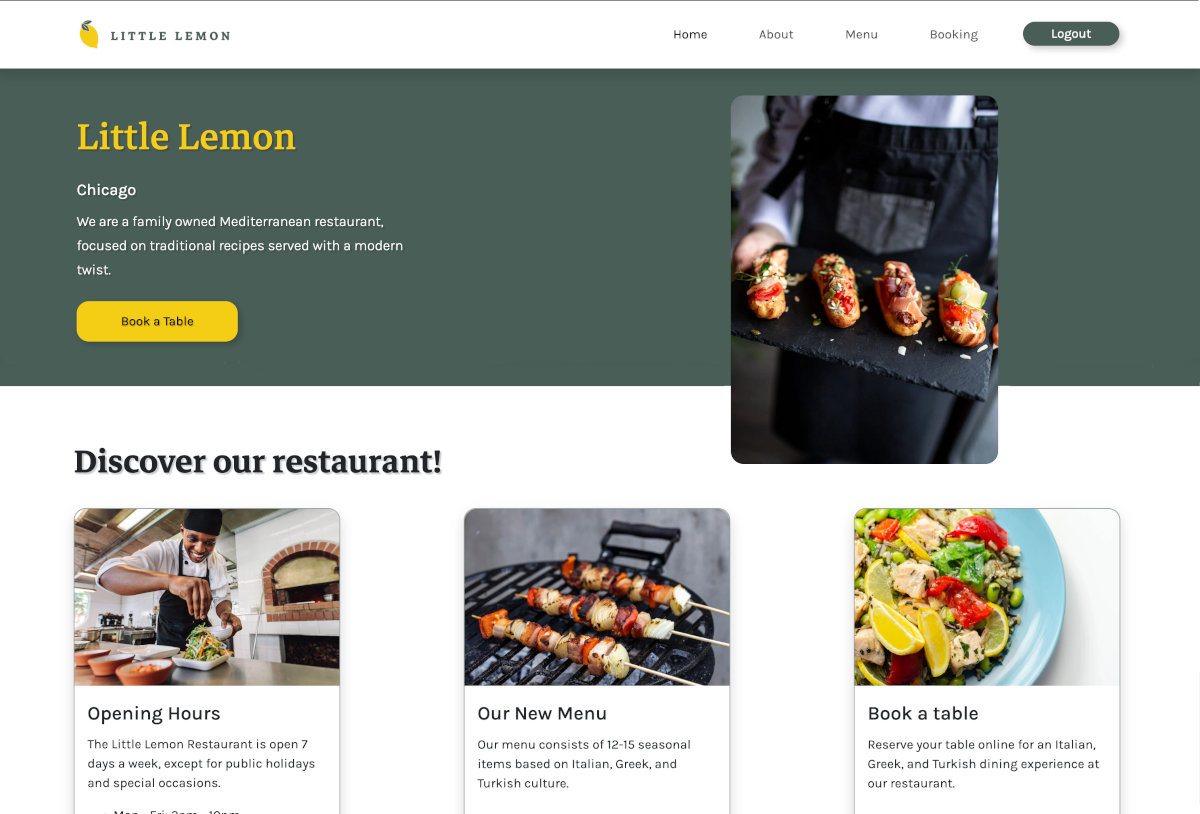 LITTLE LEMON
Home
About
Menu
Booking
Logout
Little Lemon
Chicago
We are a family owned Mediterranean restaurant,
focused on traditional recipes served with a modern
twist.
Book a Table
Discover our restaurant!
Opening Hours
The Little Lemon Restaurant is open 7
days a week, except for public holidays
and special occasions.
Our New Menu
Our menu consists of 12-15 seasonal
items based on Italian, Greek, and
Turkish culture.
Book a table
Reserve your table online for an Italian,
Greek, and Turkish dining experience at
our restaurant.